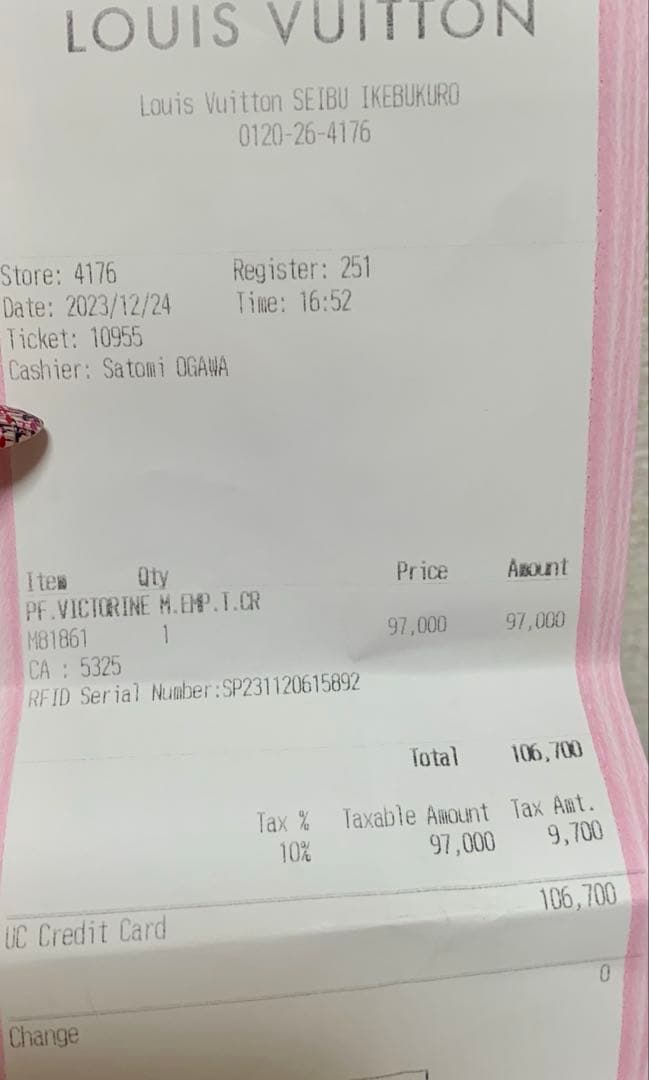 LOUIS VUITTON
Louis Vuitton SEIBU IKEBUKURO
0120-26-4176
Store: 4176 Register: 251
Date: 2023/12/24 Time: 16:52
Ticket: 10955
Cashier: Satomi OGAWA
Item Qty Price Amount
PF.VICTORINE M.EMP.T.CR
M81861 1 97,000 97,000
CA : 5325
RFID Serial Number:SP231120615892
Total 106,700
Tax % Taxable Amount Tax Amt.
10% 97,000 9,700
UC Credit Card 106,700
Change 0